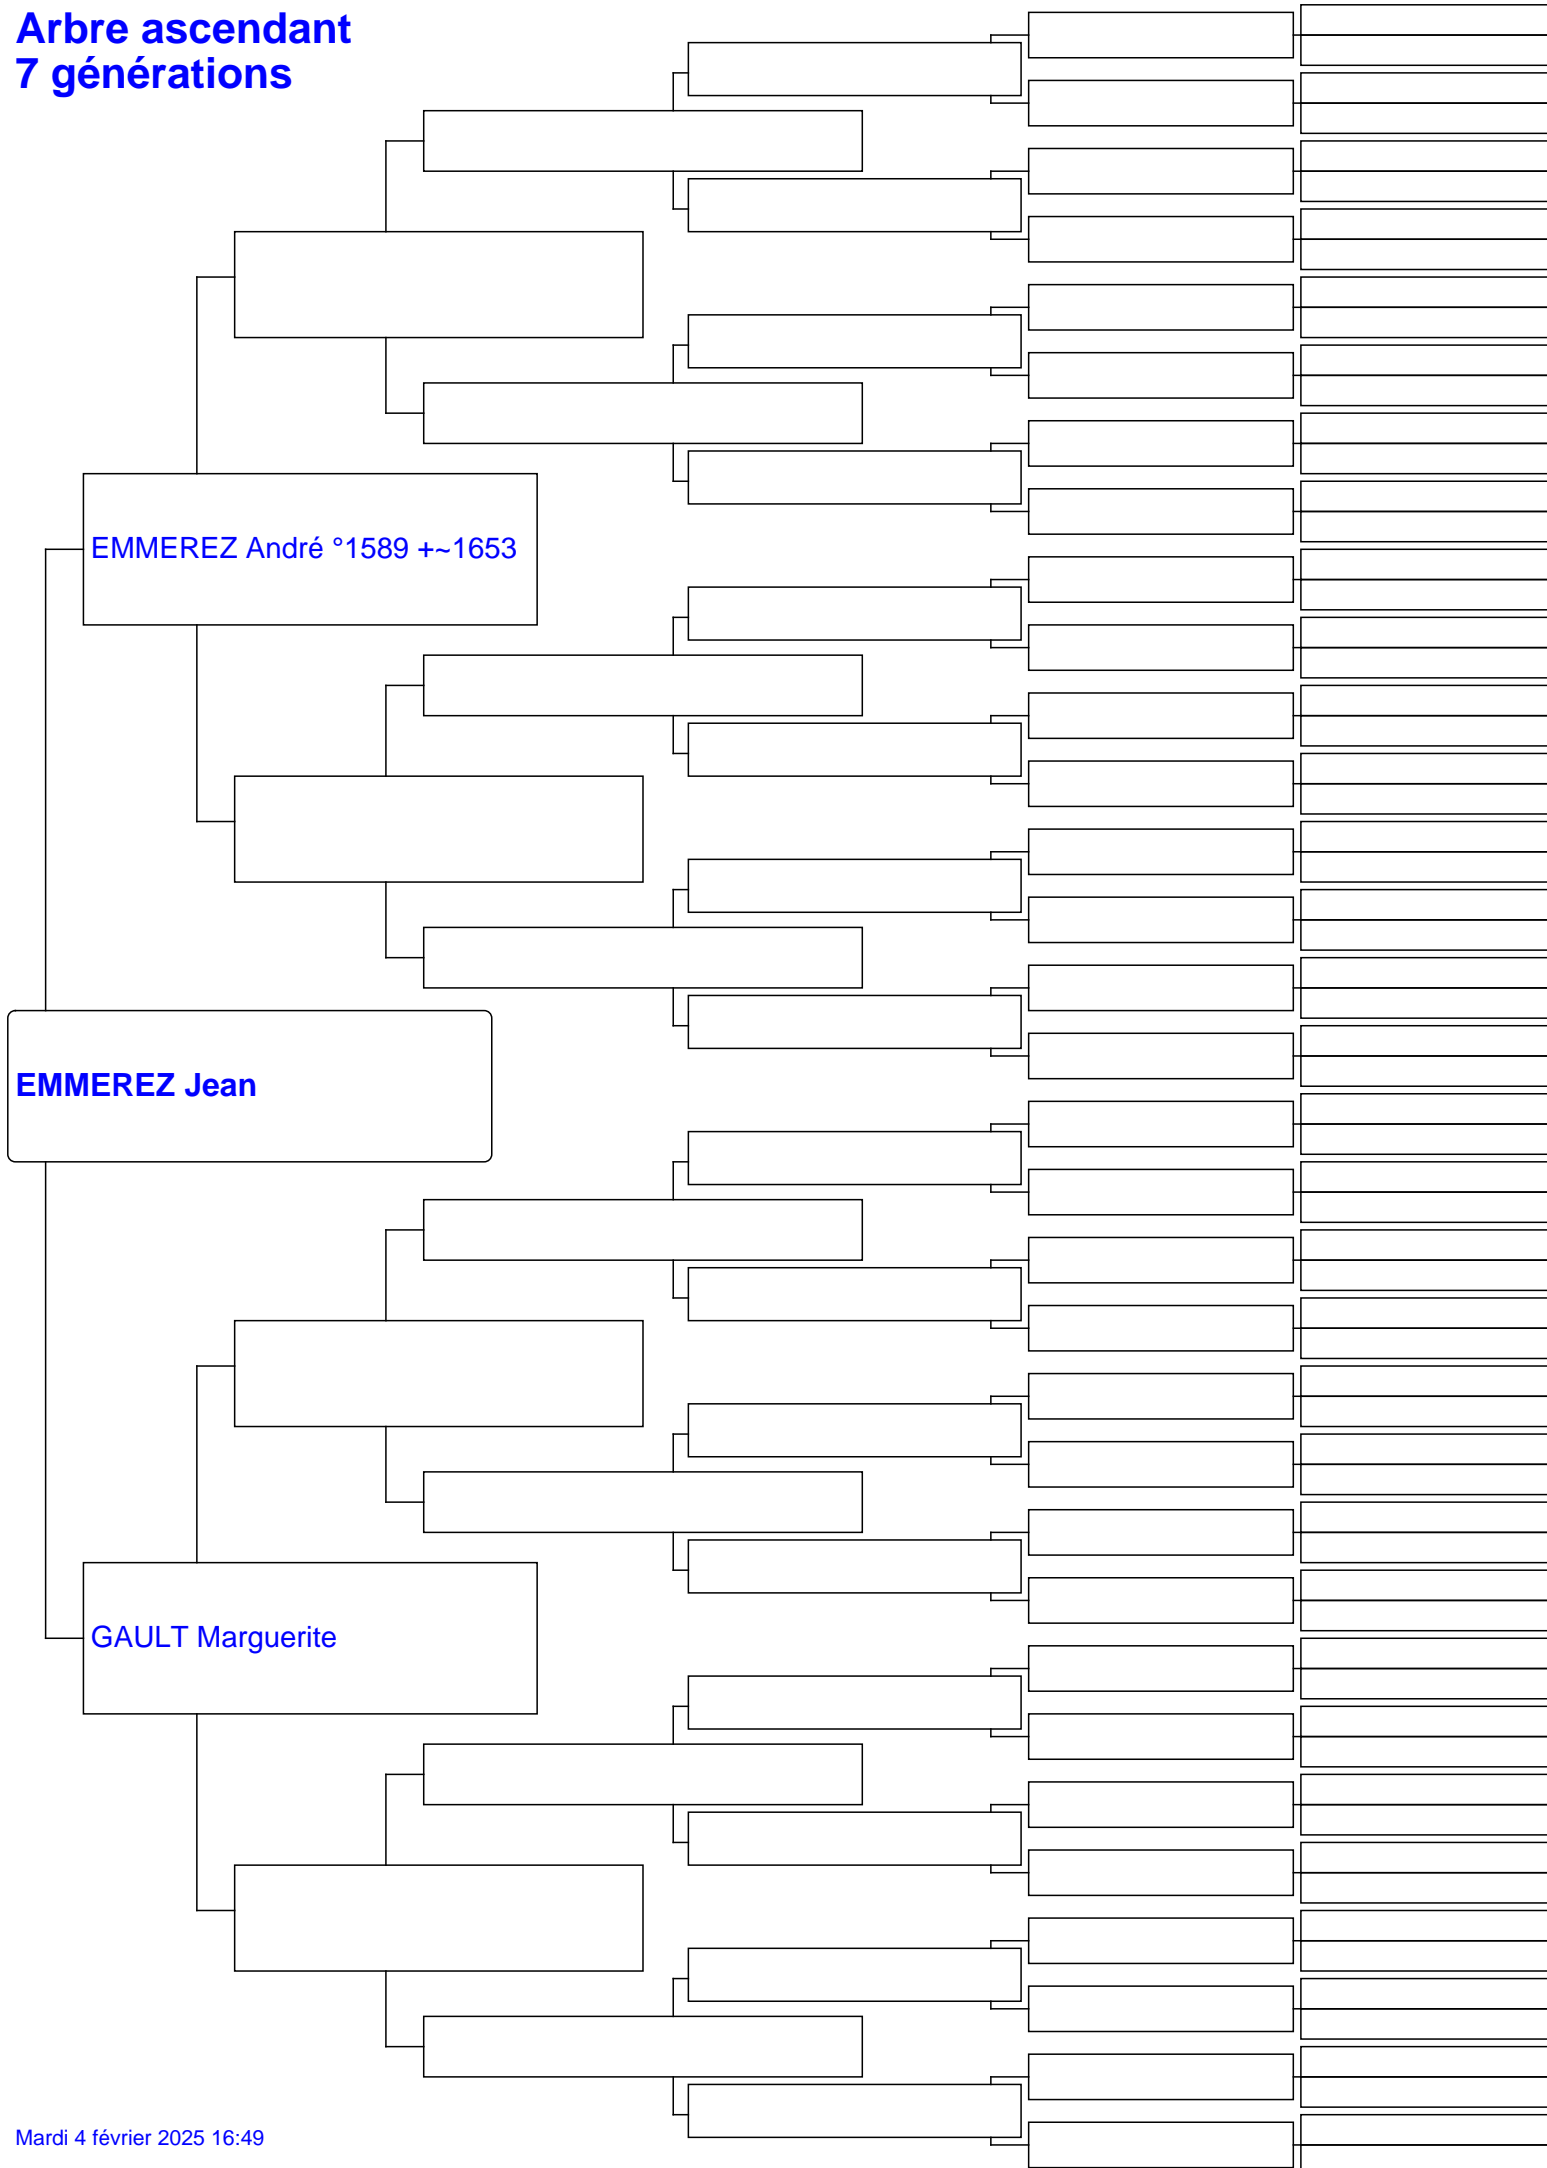 Arbre ascendant
7 générations
EMMEREZ André °1589 +~1653
EMMEREZ Jean
GAULT Marguerite
Mardi 4 février 2025 16:49